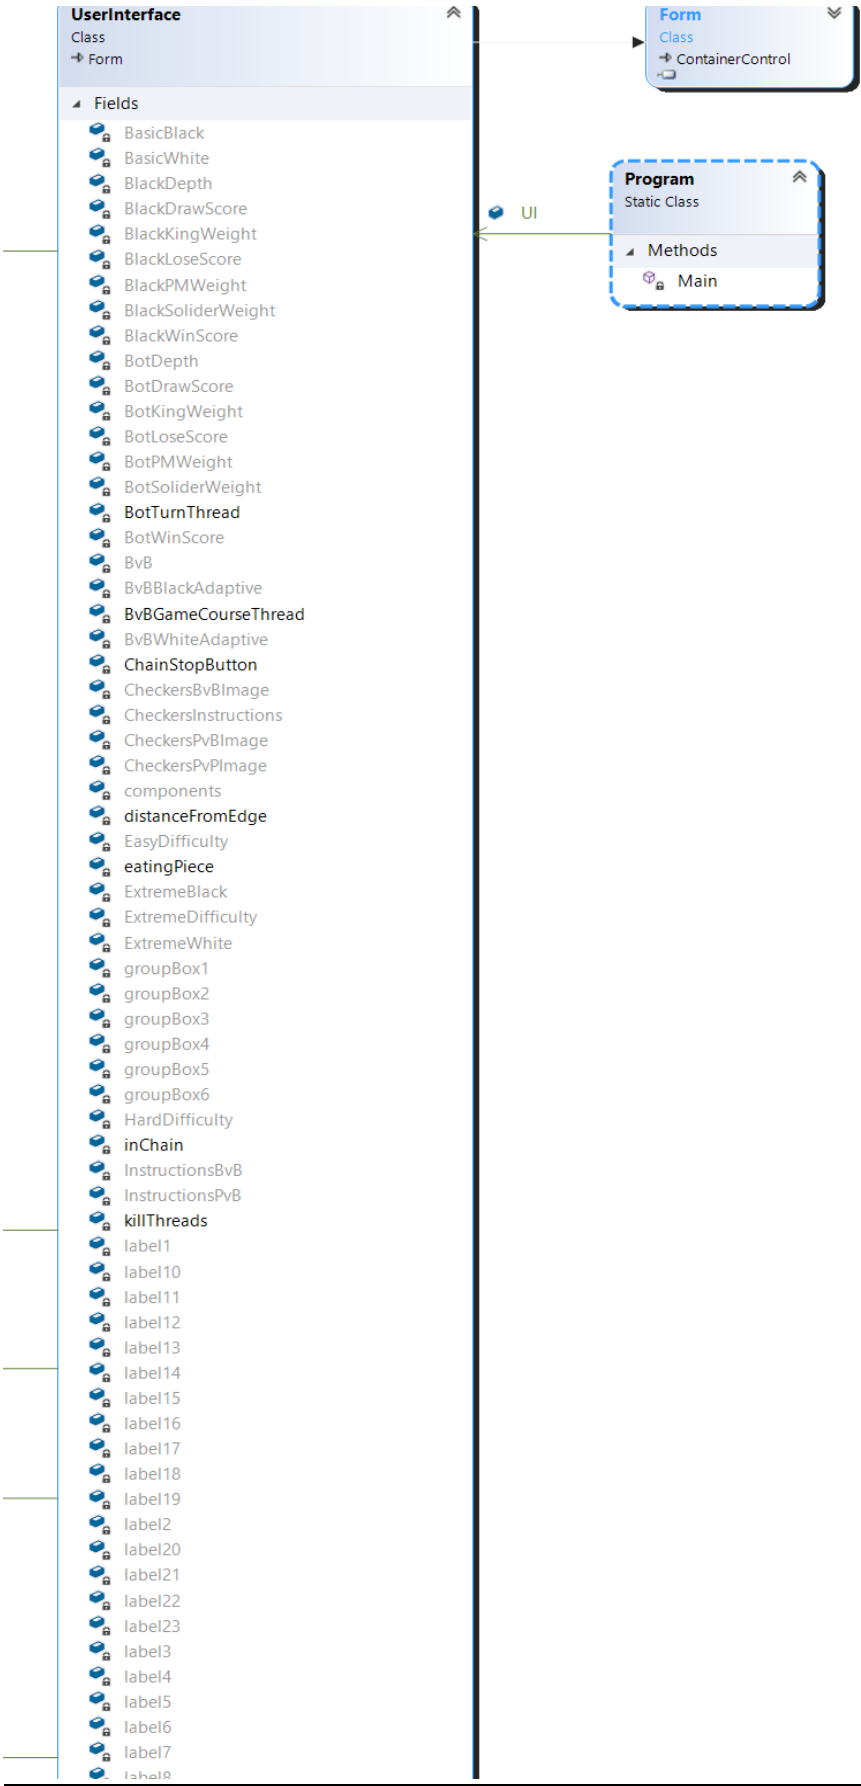 UserInterface
Class
Form
Fields
BasicBlack
BasicWhite
BlackDepth
BlackDrawScore
BlackKingWeight
BlackLoseScore
BlackPMWeight
BlackSoliderWeight
BlackWinScore
BotDepth
BotDrawScore
BotKingWeight
BotLoseScore
BotPMWeight
BotSoliderWeight
BotTurnThread
BotWinScore
BvB
BvBBlackAdaptive
BvBGameCourseThread
BvBWhiteAdaptive
ChainStopButton
CheckersBvBImage
CheckersInstructions
CheckersPvBImage
CheckersPvPImage
components
distanceFromEdge
EasyDifficulty
eatingPiece
ExtremeBlack
ExtremeDifficulty
ExtremeWhite
groupBox1
groupBox2
groupBox3
groupBox4
groupBox5
groupBox6
HardDifficulty
inChain
InstructionsBvB
InstructionsPvB
killThreads
label1
label10
label11
label12
label13
label14
label15
label16
label17
label18
label19
label2
label20
label21
label22
label23
label3
label4
label5
label6
label7
label8
Form
Class
ContainerControl
UI
Program
Static Class
Methods
Main